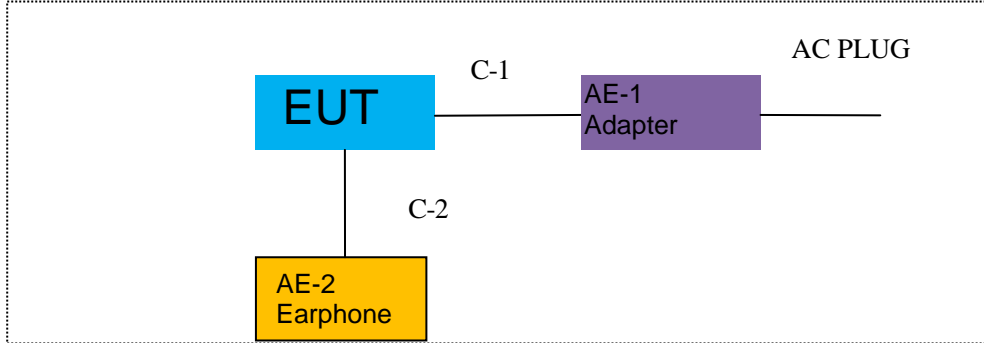 AC PLUG
C-1
EUT
AE-1
Adapter
C-2
AE-2
Earphone